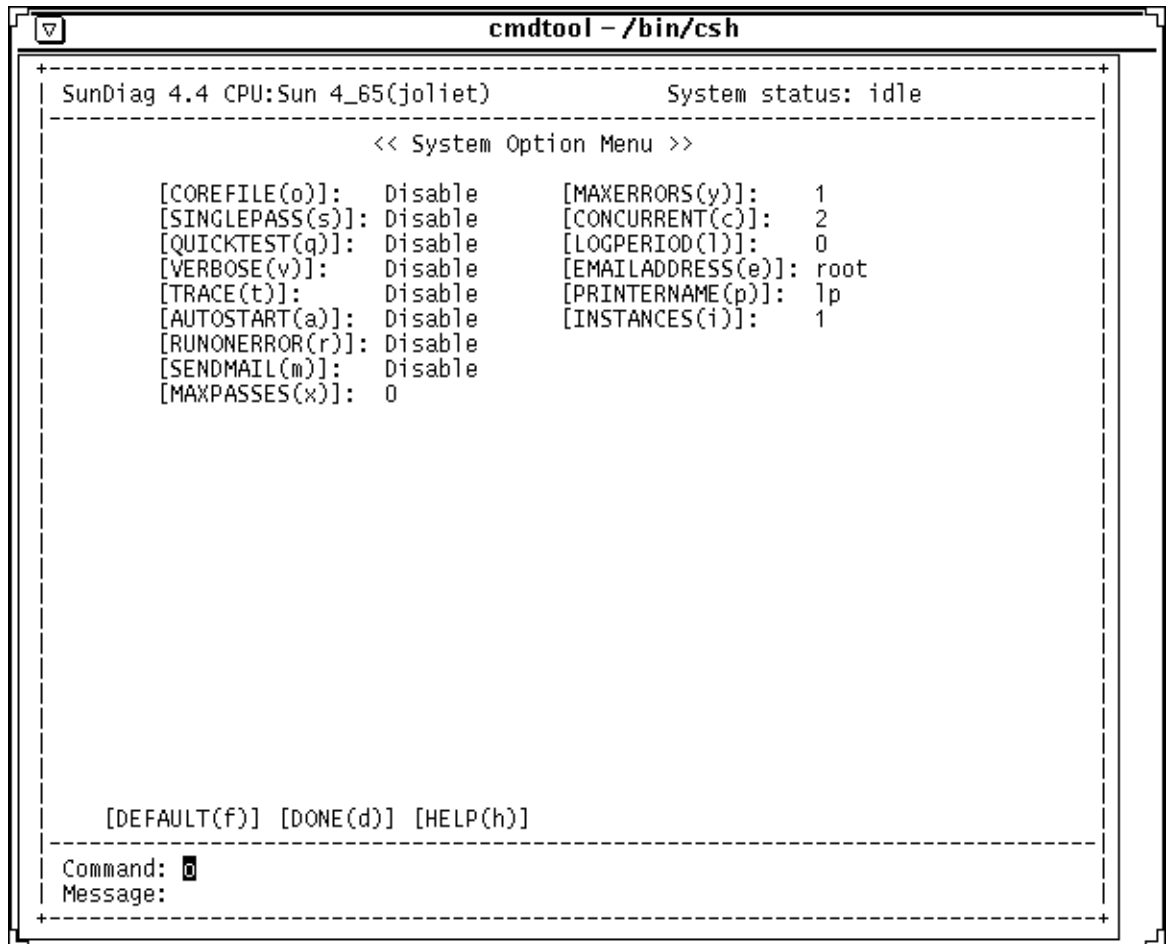 cmdtool – /bin/csh
SunDiag 4.4 CPU:Sun 4_65(joliet) System status: idle
<< System Option Menu >>
[COREFILE(o)]: Disable [MAXERRORS(y)]: 1
[SINGLEPASS(s)]: Disable [CONCURRENT(c)]: 2
[QUICKTEST(q)]: Disable [LOGPERIOD(l)]: 0
[VERBOSE(v)]: Disable [EMAILADDRESS(e)]: root
[TRACE(t)]: Disable [PRINTERNAME(p)]: lp
[AUTOSTART(a)]: Disable [INSTANCES(i)]: 1
[RUNONERROR(r)]: Disable
[SENDMAIL(m)]: Disable
[MAXPASSES(x)]: 0
[DEFAULT(f)] [DONE(d)] [HELP(h)]
Command: o
Message: